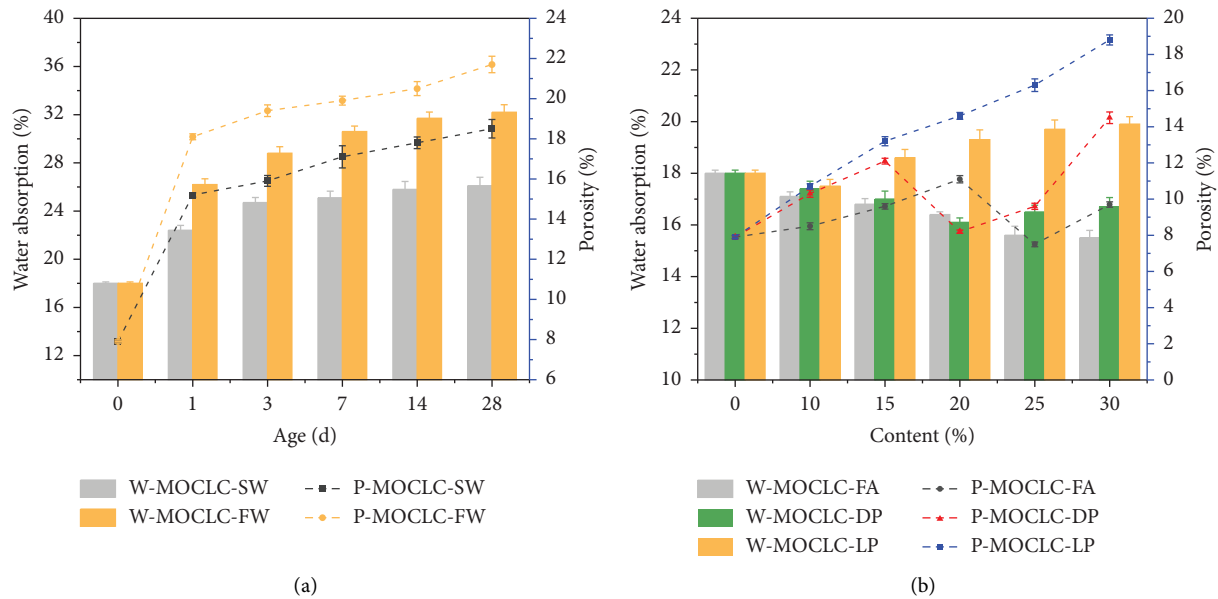 40
36
32
28
24
20
16
12
Water absorption (%)
24
22
20
18
16
14
12
10
8
6
Porosity (%)
0 1 3 7 14 28
Age (d)
W-MOCLC-SW P-MOCLC-SW
W-MOCLC-FW P-MOCLC-FW
(a)
24
22
20
18
16
14
12
10
Water absorption (%)
20
18
16
14
12
10
8
6
4
2
0
Porosity (%)
0 10 15 20 25 30
Content (%)
W-MOCLC-FA P-MOCLC-FA
W-MOCLC-DP P-MOCLC-DP
W-MOCLC-LP P-MOCLC-LP
(b)